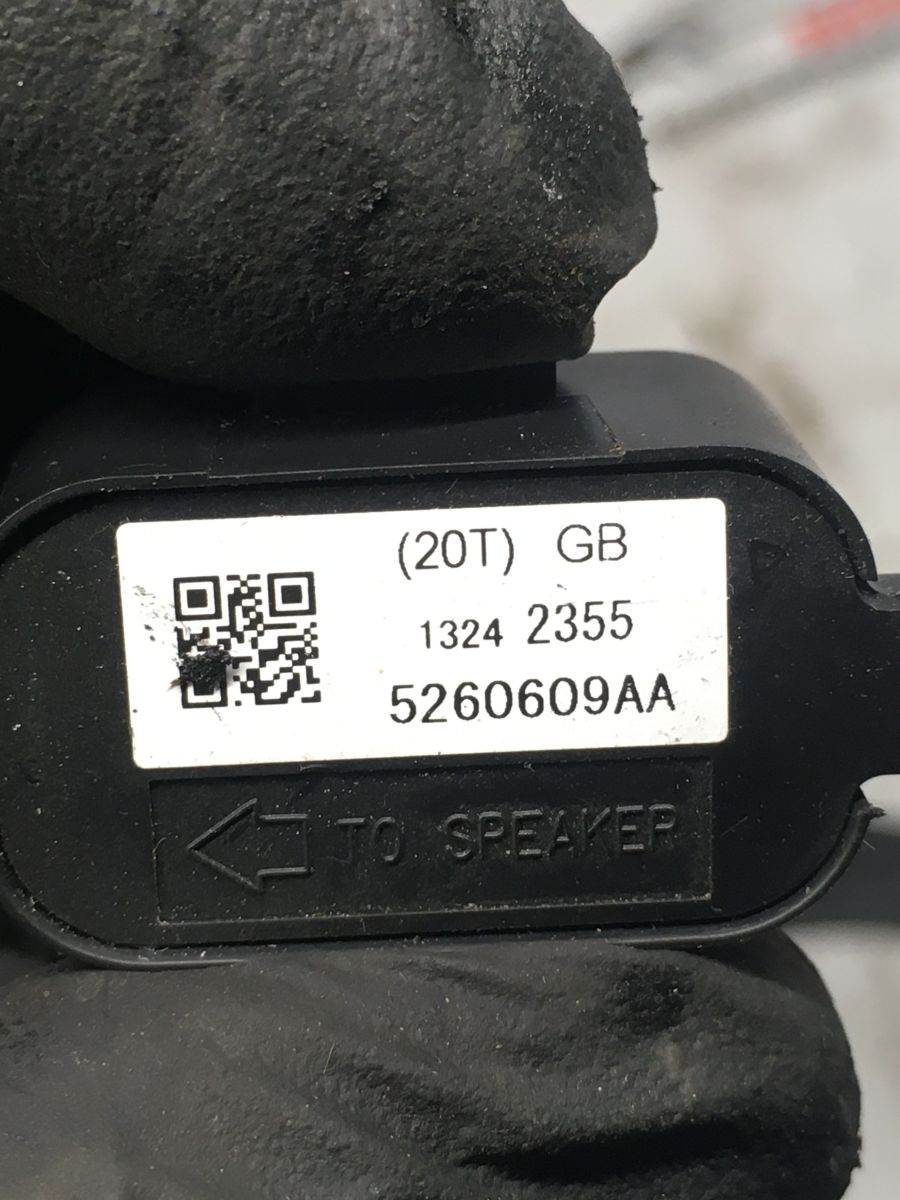 (20T) GB
1324 2355
5260609AA
TO SPEAKER